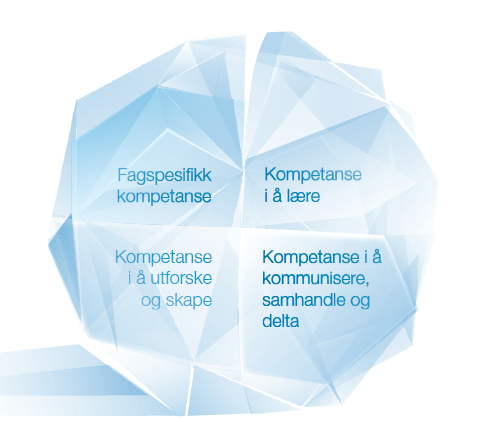 Fagspesifikk
kompetanse
Kompetanse
i å lære
Kompetanse
i å utforske
og skape
Kompetanse i å
kommunisere,
samhandle og
delta